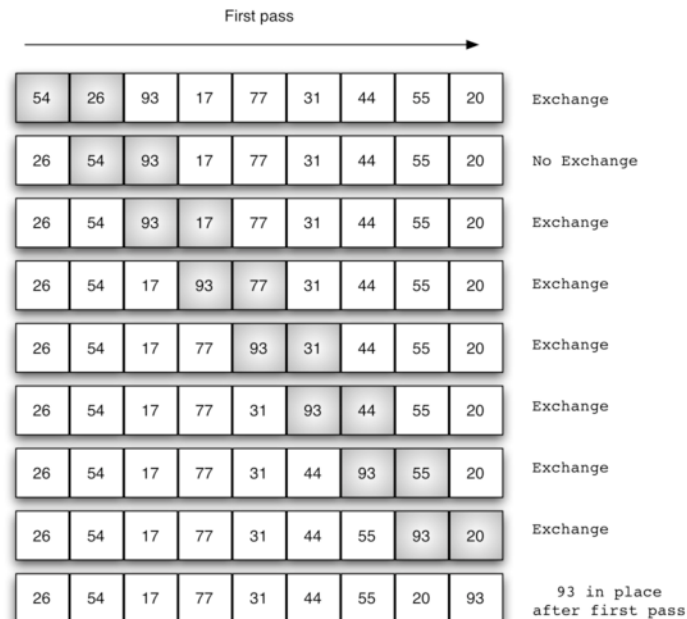 First pass
54 26 93 17 77 31 44 55 20 Exchange
26 54 93 17 77 31 44 55 20 No Exchange
26 54 93 17 77 31 44 55 20 Exchange
26 54 17 93 77 31 44 55 20 Exchange
26 54 17 77 93 31 44 55 20 Exchange
26 54 17 77 31 93 44 55 20 Exchange
26 54 17 77 31 44 93 55 20 Exchange
26 54 17 77 31 44 55 93 20 Exchange
26 54 17 77 31 44 55 20 93 93 in place
after first pass